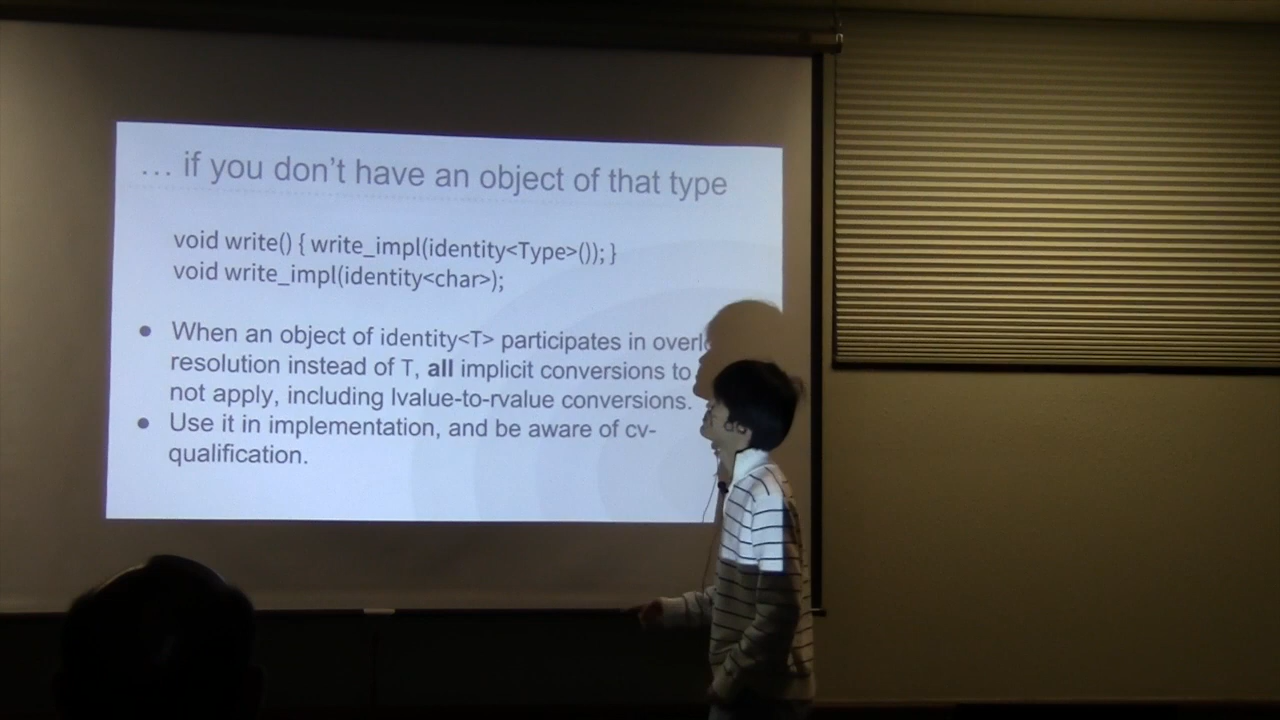 … if you don't have an object of that type
void write() { write_impl(identity<Type>()); }
void write_impl(identity<char>);
● When an object of identity<T> participates in
resolution instead of T, all implicit conversions to
not apply, including lvalue-to-rvalue conversions.
● Use it in implementation, and be aware of cv-
qualification.